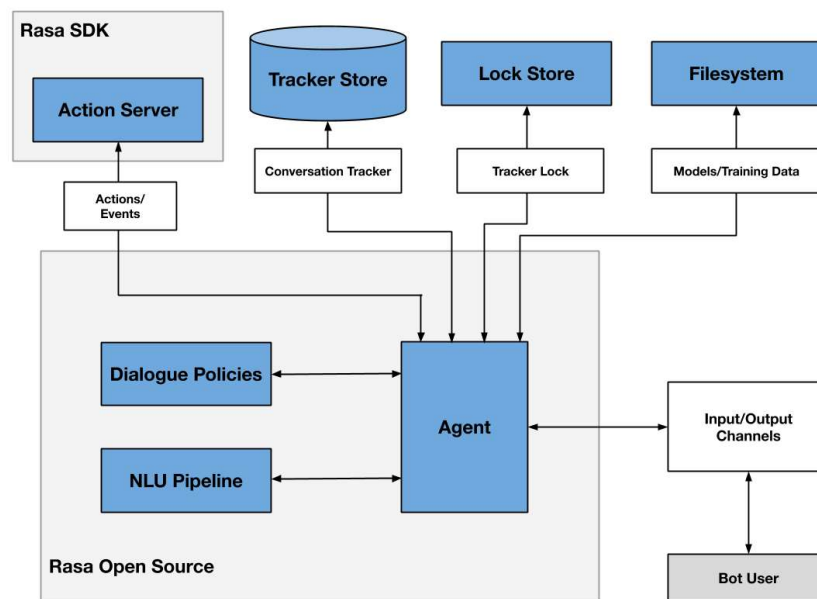 Rasa SDK
Action Server
Tracker Store
Lock Store
Filesystem
Actions/
Events
Conversation Tracker
Tracker Lock
Models/Training Data
Dialogue Policies
Agent
NLU Pipeline
Input/Output
Channels
Rasa Open Source
Bot User